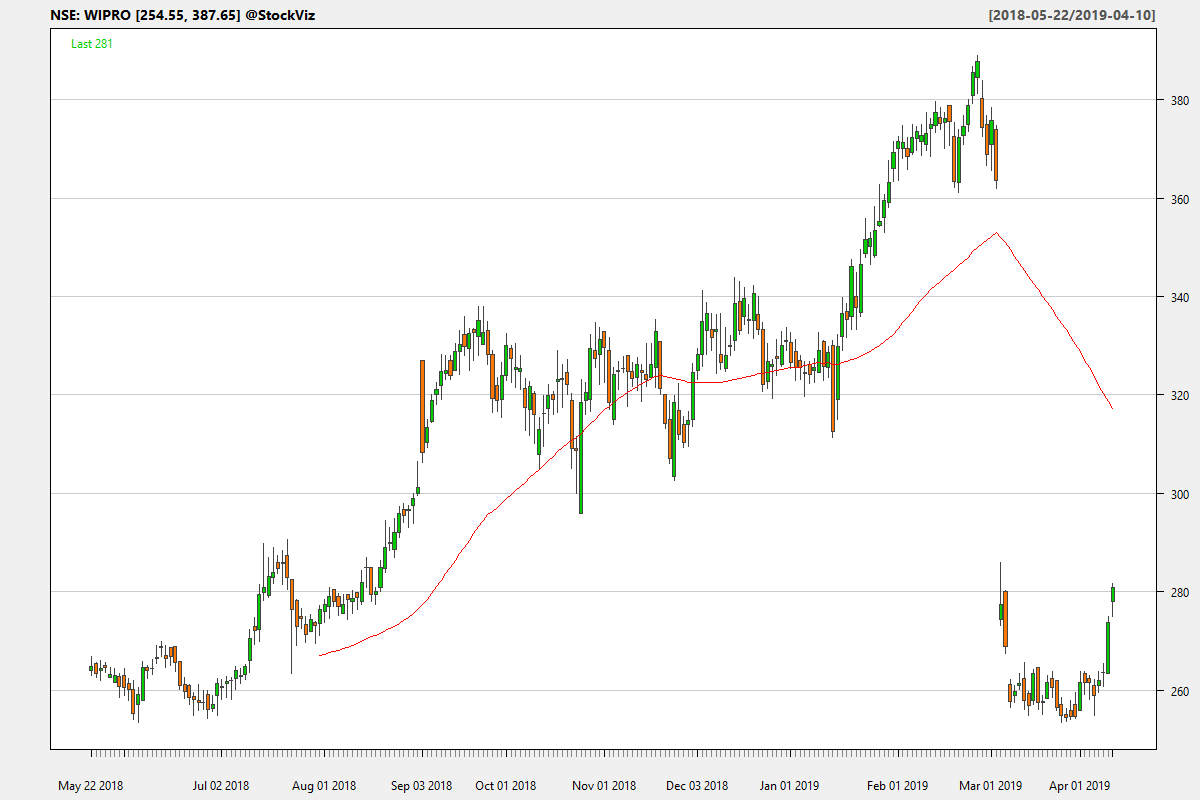 NSE: WIPRO [254.55, 387.65] @StockViz [2018-05-22/2019-04-10]
Last 281
380
360
340
320
300
280
260
May 22 2018 Jul 02 2018 Aug 01 2018 Sep 03 2018 Oct 01 2018 Nov 01 2018 Dec 03 2018 Jan 01 2019 Feb 01 2019 Mar 01 2019 Apr 01 2019